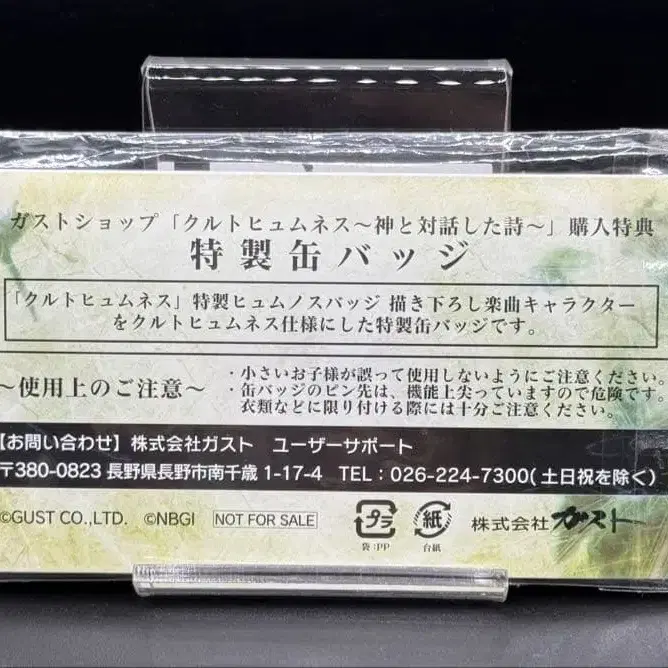 ガストショップ「クルトヒュムネス〜神と対話した詩〜」購入特典
特製缶バッジ
「クルトヒュムネス」特製ヒュムノスバッジ 描き下ろし楽曲キャラクター
をクルトヒュムネス仕様にした特製缶バッジです。
〜使用上のご注意〜
・小さいお子様が誤って使用しないようにご注意ください。
・缶バッジのピン先は、機能上尖っていますので危険です。
衣類などに限り付ける際には十分ご注意ください。
【お問い合わせ】株式会社ガスト ユーザーサポート
〒380-0823 長野県長野市南千歳1-17-4 TEL：026-224-7300(土日祝を除く)
©GUST CO.,LTD. ©NBGI NOT FOR SALE プラ 紙 株式会社ガスト
袋:PP 台紙